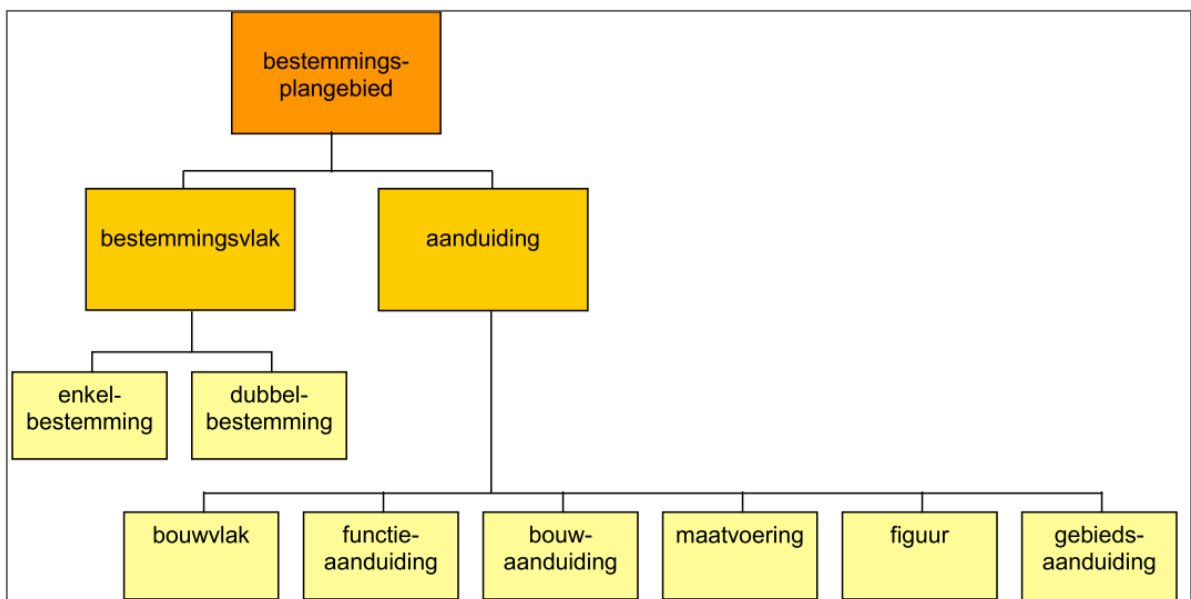 bestemmings-
plangebied
bestemmingsvlak
aanduiding
enkel-
bestemming
dubbel-
bestemming
bouwvlak
functie-
aanduiding
bouw-
aanduiding
maatvoering
figuur
gebieds-
aanduiding